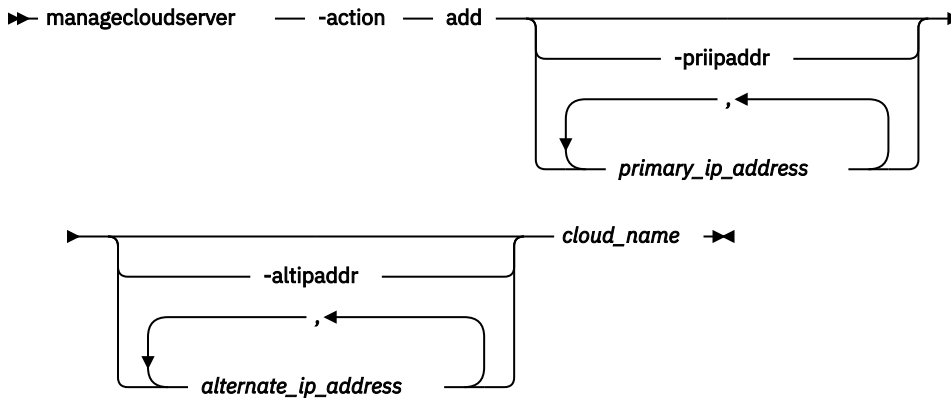 managecloudserver -action add
-priipaddr
,
primary_ip_address
cloud_name
-altipaddr
,
alternate_ip_address